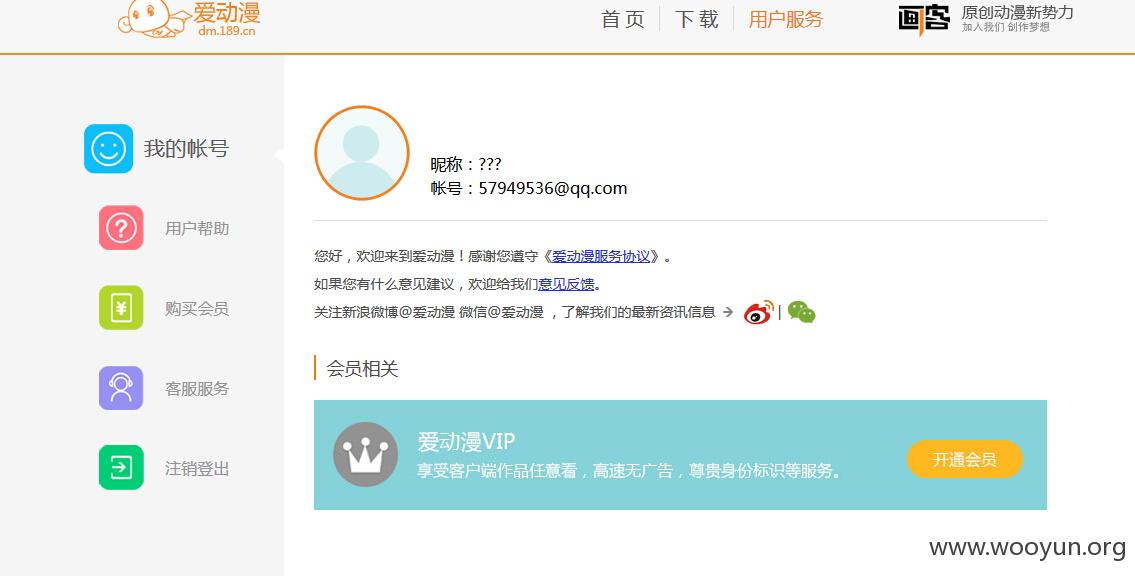 爱动漫
dm.189.cn
首 页
下 载
用户服务
画客
原创动漫新势力
加入我们 创作梦想
我的帐号
用户帮助
购买会员
客服服务
注销登出
昵称：???
帐号：57949536@qq.com
您好，欢迎来到爱动漫！感谢您遵守《爱动漫服务协议》。
如果您有什么意见建议，欢迎给我们意见反馈。
关注新浪微博@爱动漫 微信@爱动漫 ，了解我们的最新资讯信息 → |
会员相关
爱动漫VIP
享受客户端作品任意看，高速无广告，尊贵身份标识等服务。
开通会员
www.wooyun.org